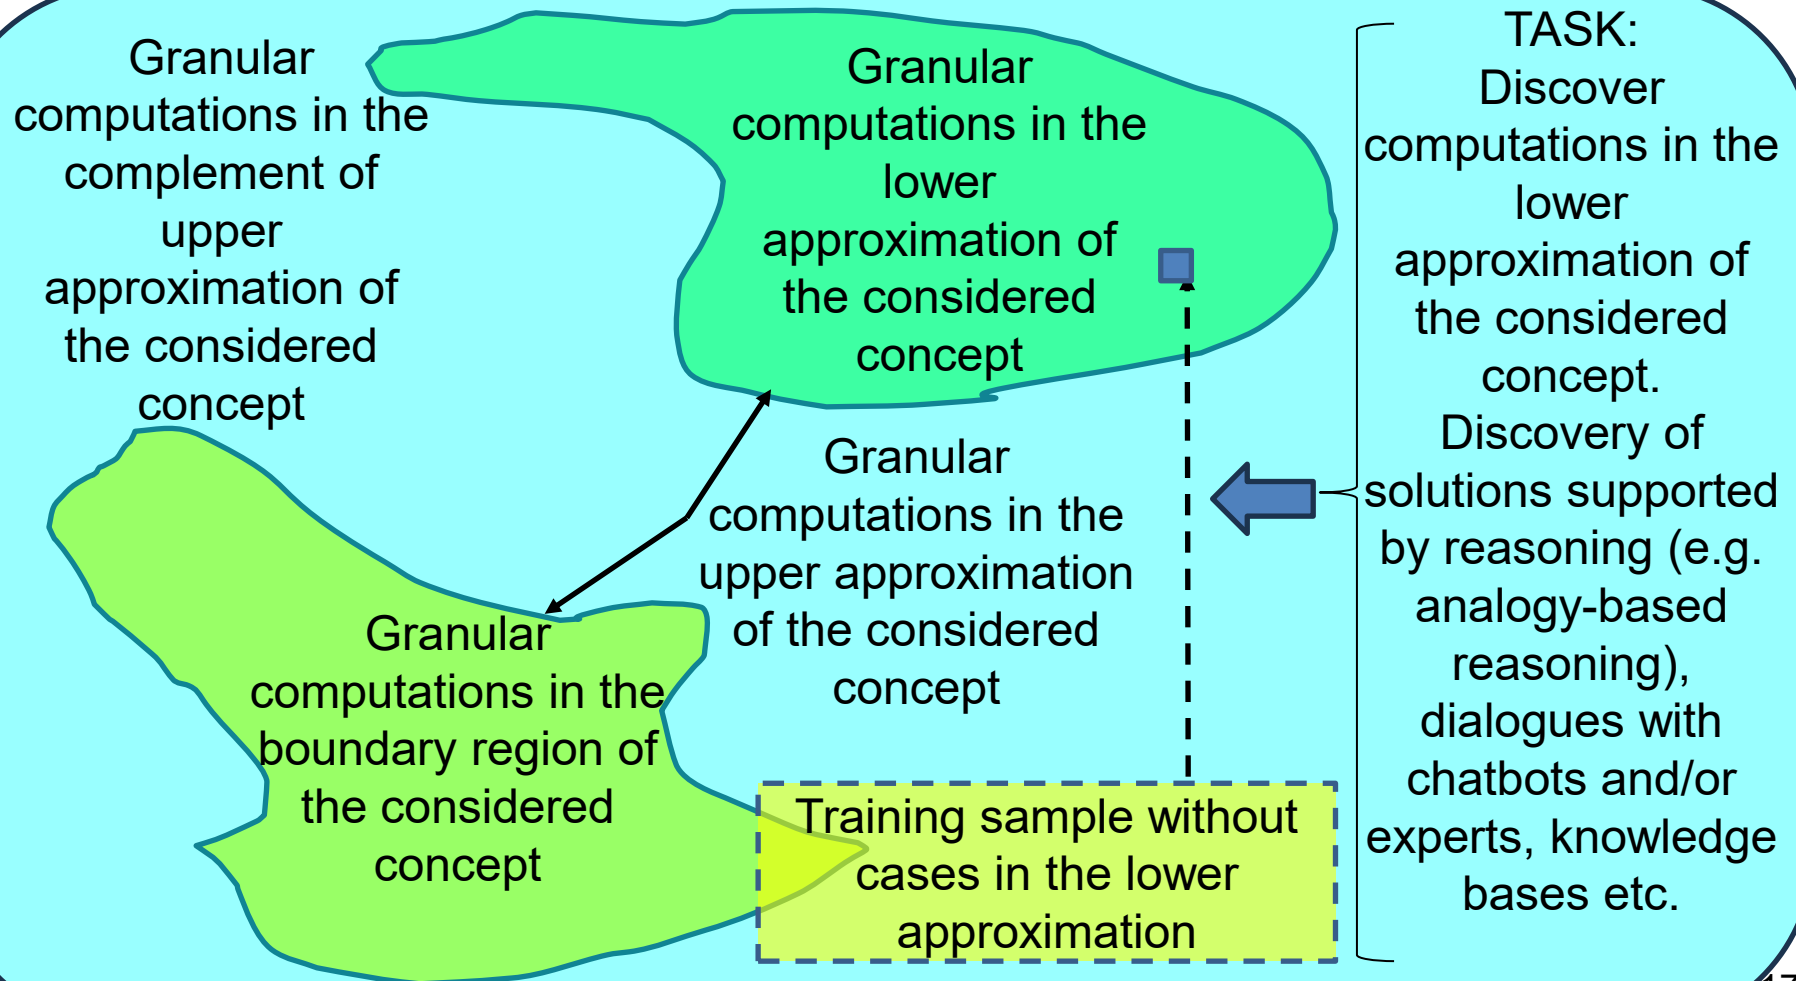 Granular
computations in the
complement of
upper
approximation of
the considered
concept
Granular
computations in the
lower
approximation of
the considered
concept
Granular
computations in the
upper approximation
of the considered
concept
Granular
computations in the
boundary region of
the considered
concept
Training sample without
cases in the lower
approximation
TASK:
Discover
computations in the
lower
approximation of
the considered
concept.
Discovery of
solutions supported
by reasoning (e.g.
analogy-based
reasoning),
dialogues with
chatbots and/or
experts, knowledge
bases etc.